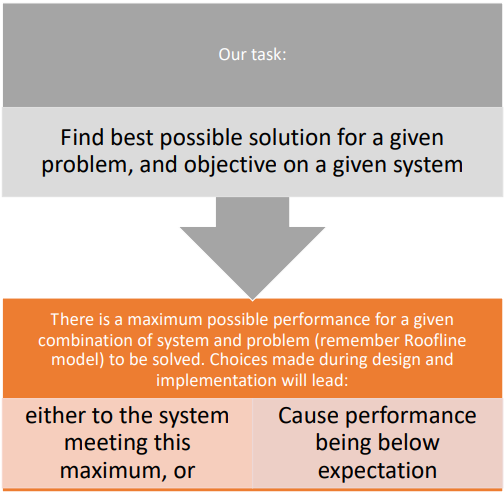 Our task:
Find best possible solution for a given
problem, and objective on a given system
There is a maximum possible performance for a given
combination of system and problem (remember Roofline
model) to be solved. Choices made during design and
implementation will lead:
either to the system
meeting this
maximum, or
Cause performance
being below
expectation